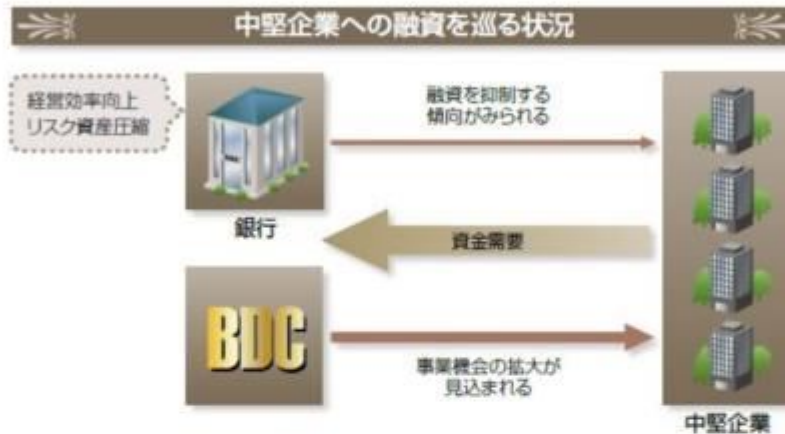 中堅企業への融資を巡る状況
経営効率向上
リスク資産圧縮
融資を抑制する
傾向がみられる
銀行
資金需要
BDC
事業機会の拡大が
見込まれる
中堅企業